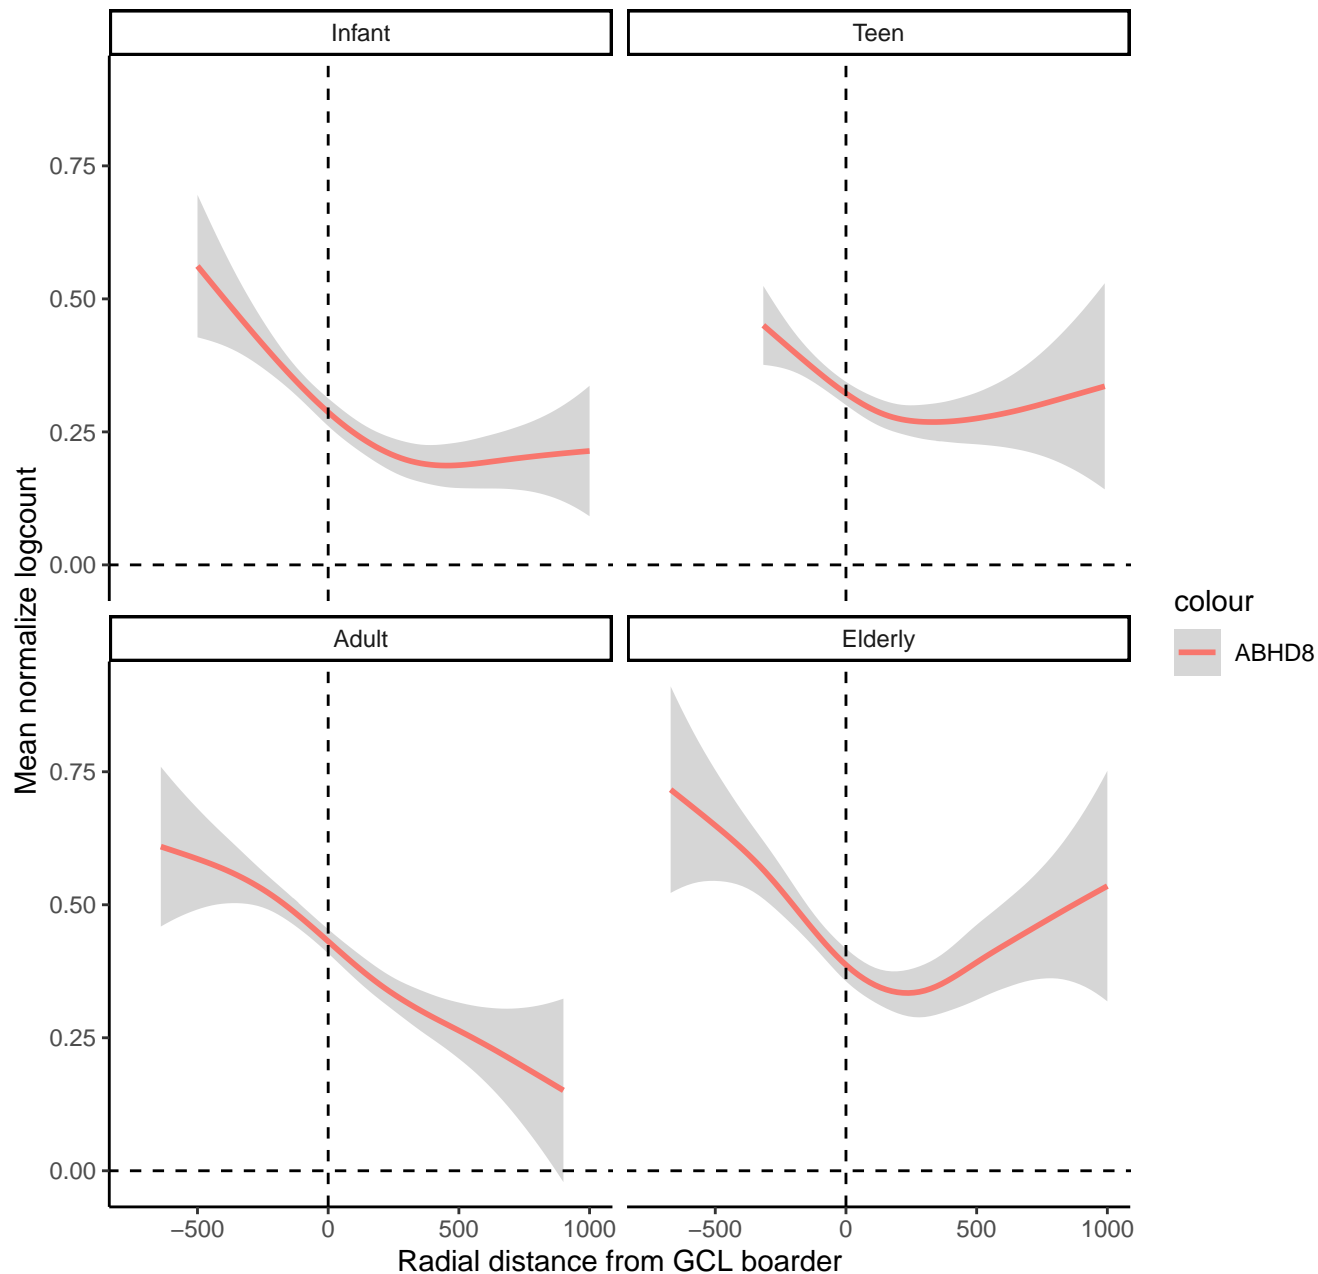 Infant
Teen
0.75
0.50
0.25
0.00
Adult
Elderly
0.75
0.50
0.25
0.00
−500
0
500
1000
−500
0
500
1000
Radial distance from GCL boarder
Mean normalize logcount
colour
ABHD8